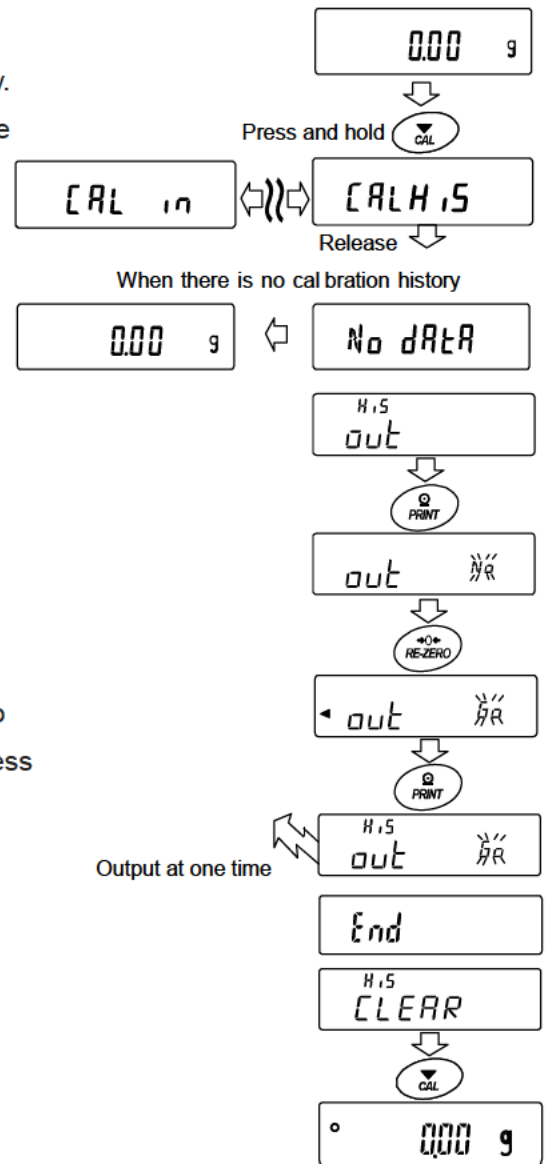 0.00 g
y.
e
Press and hold CAL
CAL in CALHiS
Release
When there is no cal bration history
0.00 g No dAtA
HiS
out
PRINT
out No
RE-ZERO
o
out Go
ess
PRINT
HiS
out Go
Output at one time
End
HiS
CLEAR
CAL
0.00 g